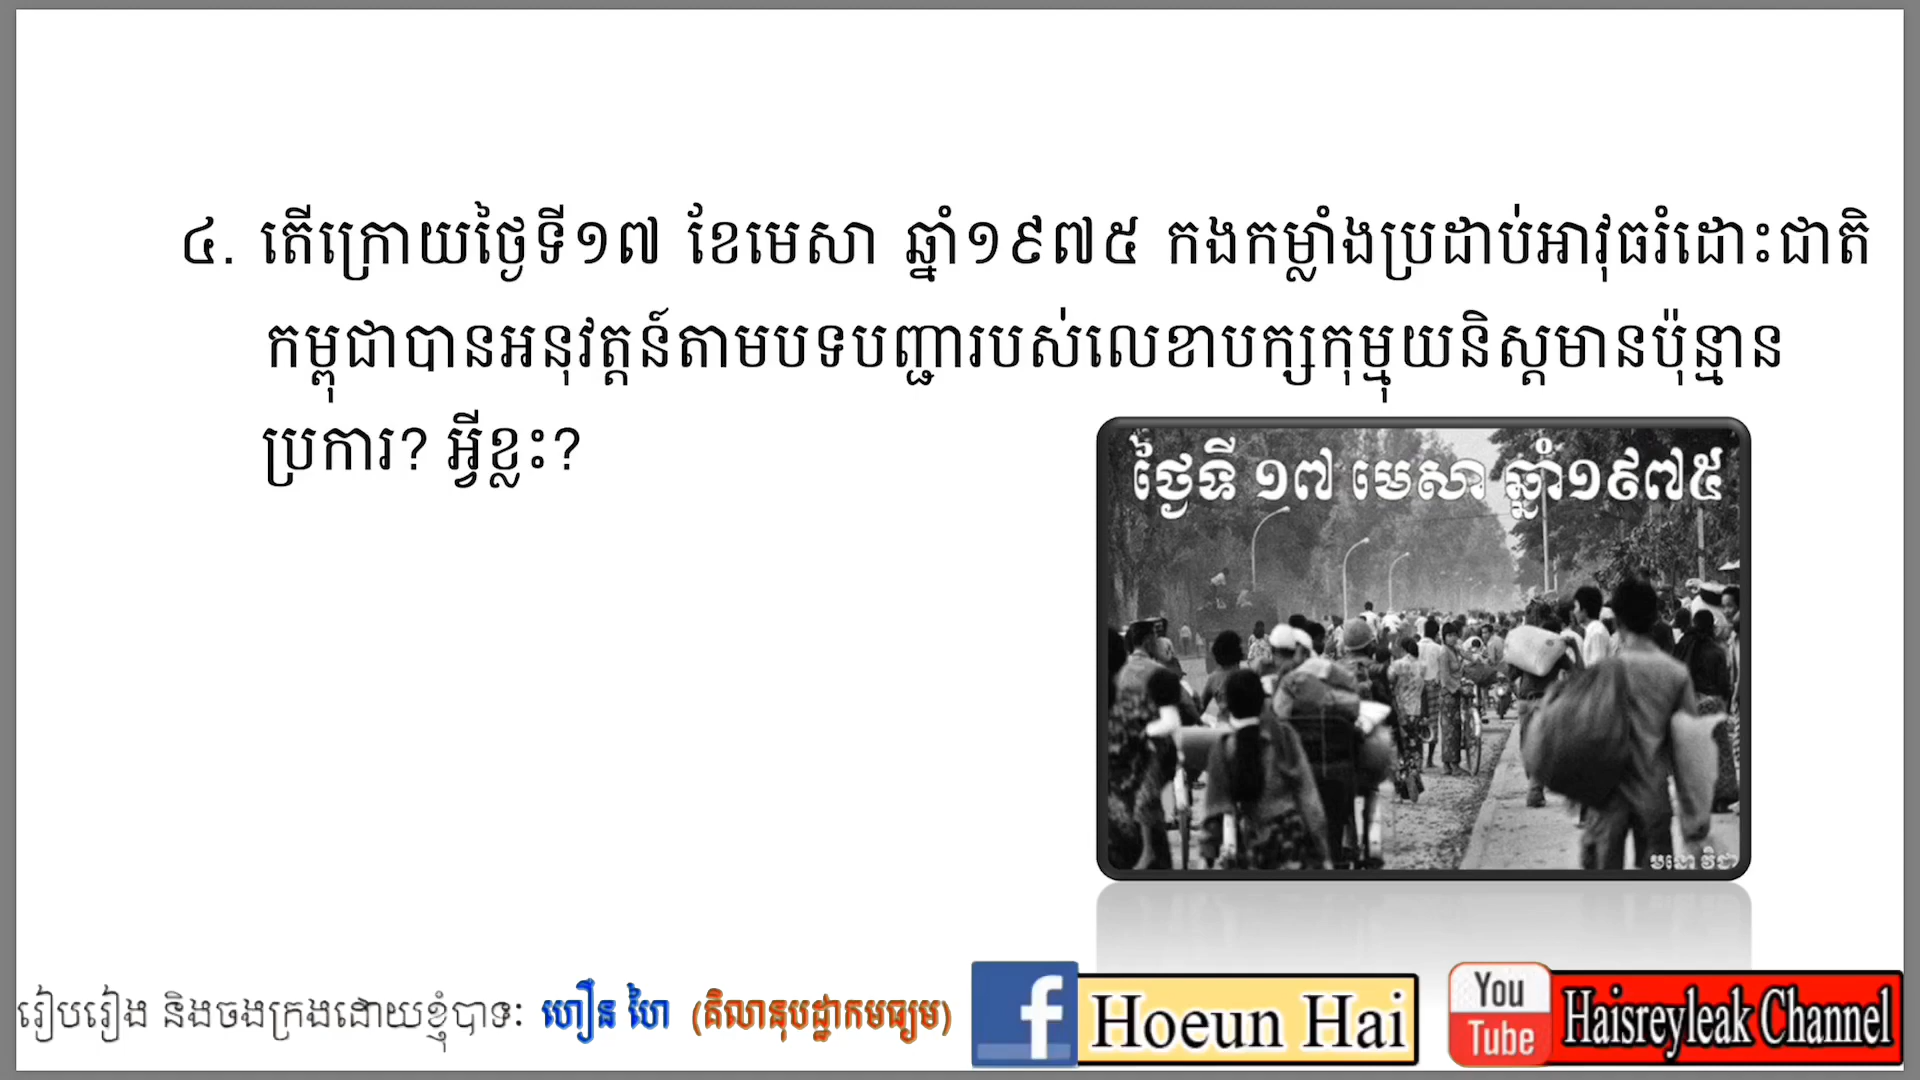 ៤. តើក្រោយថ្ងៃទី១៧ ខែមេសា ឆ្នាំ១៩៧៥ កងកម្លាំងប្រដាប់អាវុធរំដោះជាតិ
កម្ពុជាបានអនុវត្តន៍តាមបទបញ្ជារបស់លេខាបក្សកុម្មុយនិស្តមានប៉ុន្មាន
ប្រការ? អ្វីខ្លះ?
ថ្ងៃទី ១៧ មេសា ឆ្នាំ១៩៧៥
មនោ វិជា
រៀបរៀង និងចងក្រងដោយខ្ញុំបាទ: ហឿន ហៃ (គិលានុបដ្ឋាកមធ្យម)
f Hoeun Hai
You Tube Haisreyleak Channel